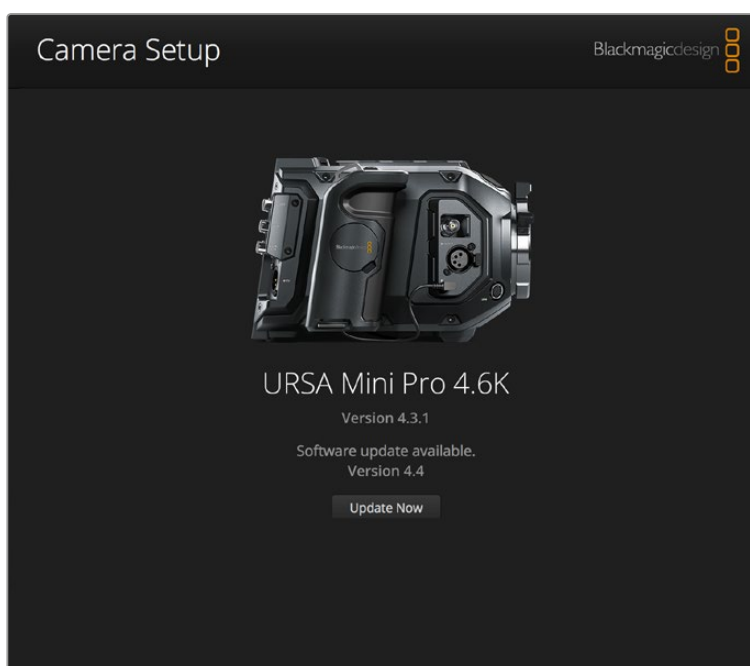 Camera Setup
Blackmagicdesign
URSA Mini Pro 4.6K
Version 4.3.1
Software update available.
Version 4.4
Update Now